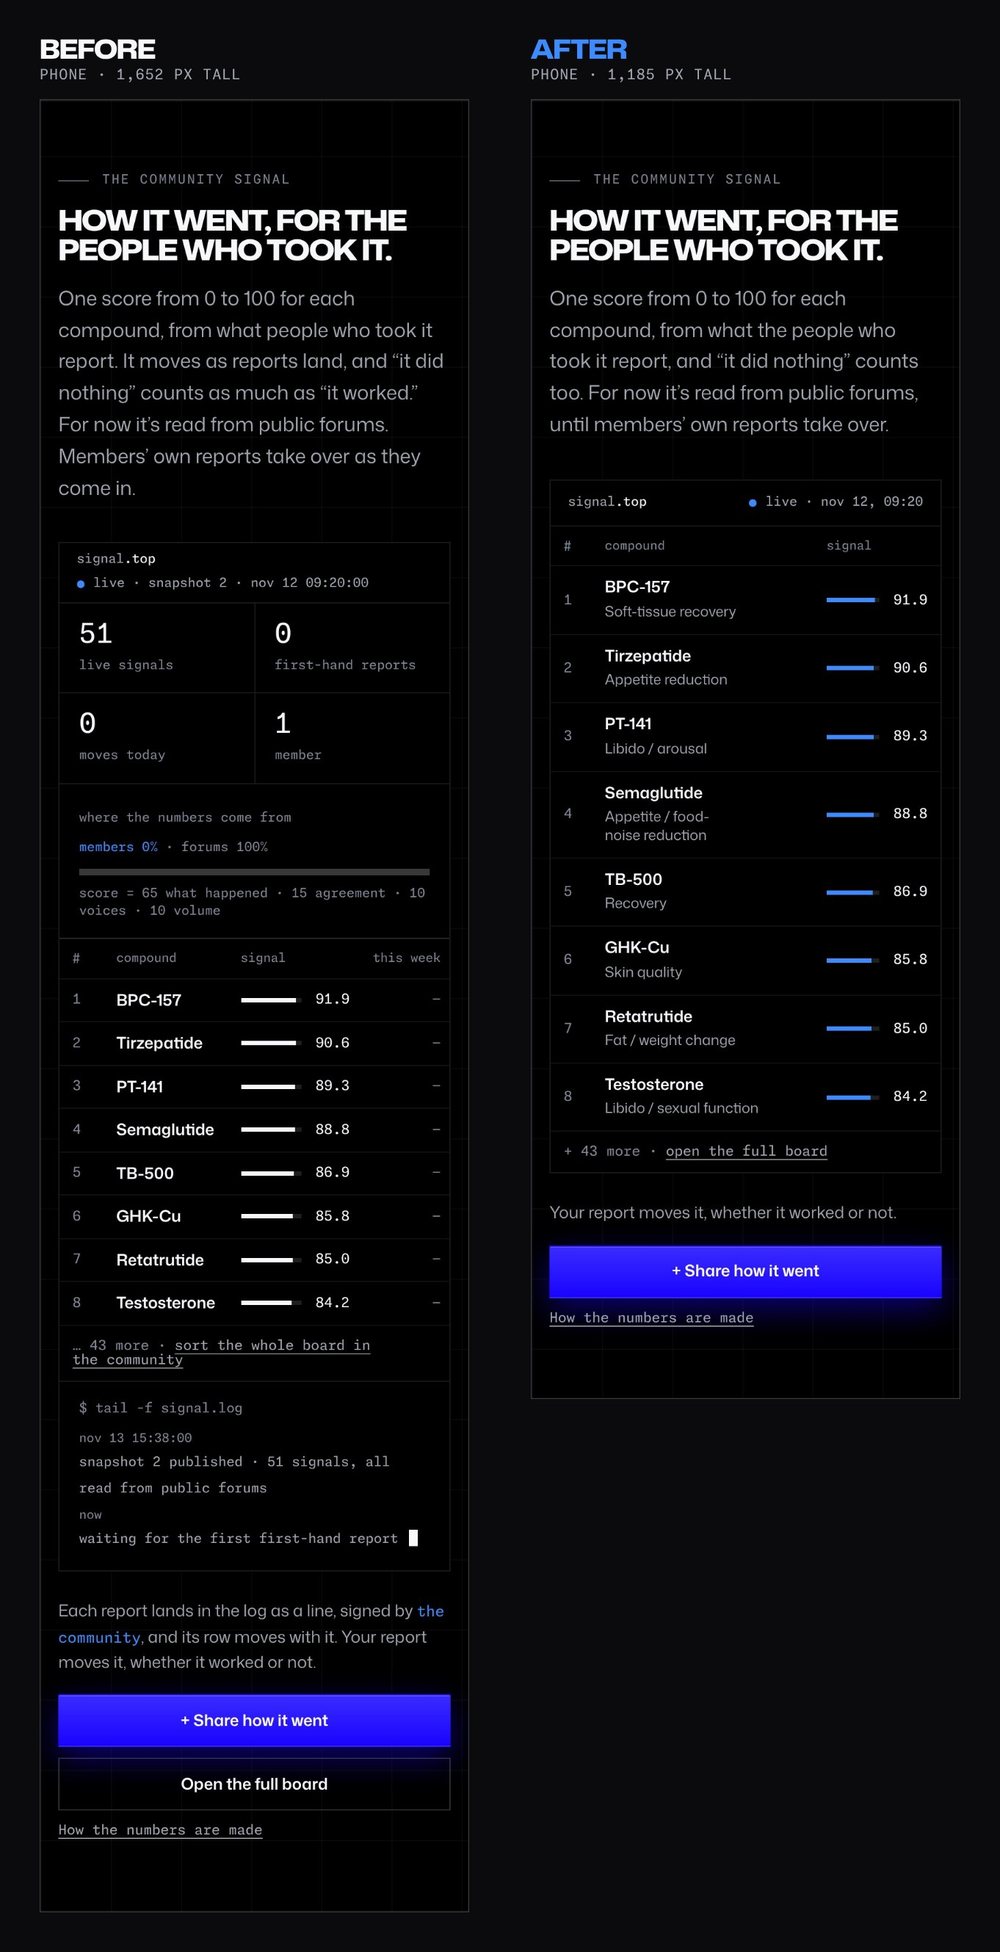 BEFORE
PHONE · 1,652 PX TALL
THE COMMUNITY SIGNAL
HOW IT WENT, FOR THE
PEOPLE WHO TOOK IT.
One score from 0 to 100 for each
compound, from what people who took it
report. It moves as reports land, and “it did
nothing” counts as much as “it worked.”
For now it’s read from public forums.
Members’ own reports take over as they
come in.
signal.top
live · snapshot 2 · nov 12 09:20:00
51
live signals
0
first-hand reports
0
moves today
1
member
where the numbers come from
members 0% · forums 100%
score = 65 what happened · 15 agreement · 10
voices · 10 volume
# compound signal this week
1 BPC-157 91.9 –
2 Tirzepatide 90.6 –
3 PT-141 89.3 –
4 Semaglutide 88.8 –
5 TB-500 86.9 –
6 GHK-Cu 85.8 –
7 Retatrutide 85.0 –
8 Testosterone 84.2 –
… 43 more · sort the whole board in
the community
$ tail -f signal.log
nov 13 15:38:00
snapshot 2 published · 51 signals, all
read from public forums
now
waiting for the first first-hand report
Each report lands in the log as a line, signed by the
community, and its row moves with it. Your report
moves it, whether it worked or not.
+ Share how it went
Open the full board
How the numbers are made
AFTER
PHONE · 1,185 PX TALL
THE COMMUNITY SIGNAL
HOW IT WENT, FOR THE
PEOPLE WHO TOOK IT.
One score from 0 to 100 for each
compound, from what the people who
took it report, and “it did nothing” counts
too. For now it’s read from public forums,
until members’ own reports take over.
signal.top live · nov 12, 09:20
# compound signal
1 BPC-157 91.9
Soft-tissue recovery
2 Tirzepatide 90.6
Appetite reduction
3 PT-141 89.3
Libido / arousal
4 Semaglutide 88.8
Appetite / food-
noise reduction
5 TB-500 86.9
Recovery
6 GHK-Cu 85.8
Skin quality
7 Retatrutide 85.0
Fat / weight change
8 Testosterone 84.2
Libido / sexual function
+ 43 more · open the full board
Your report moves it, whether it worked or not.
+ Share how it went
How the numbers are made